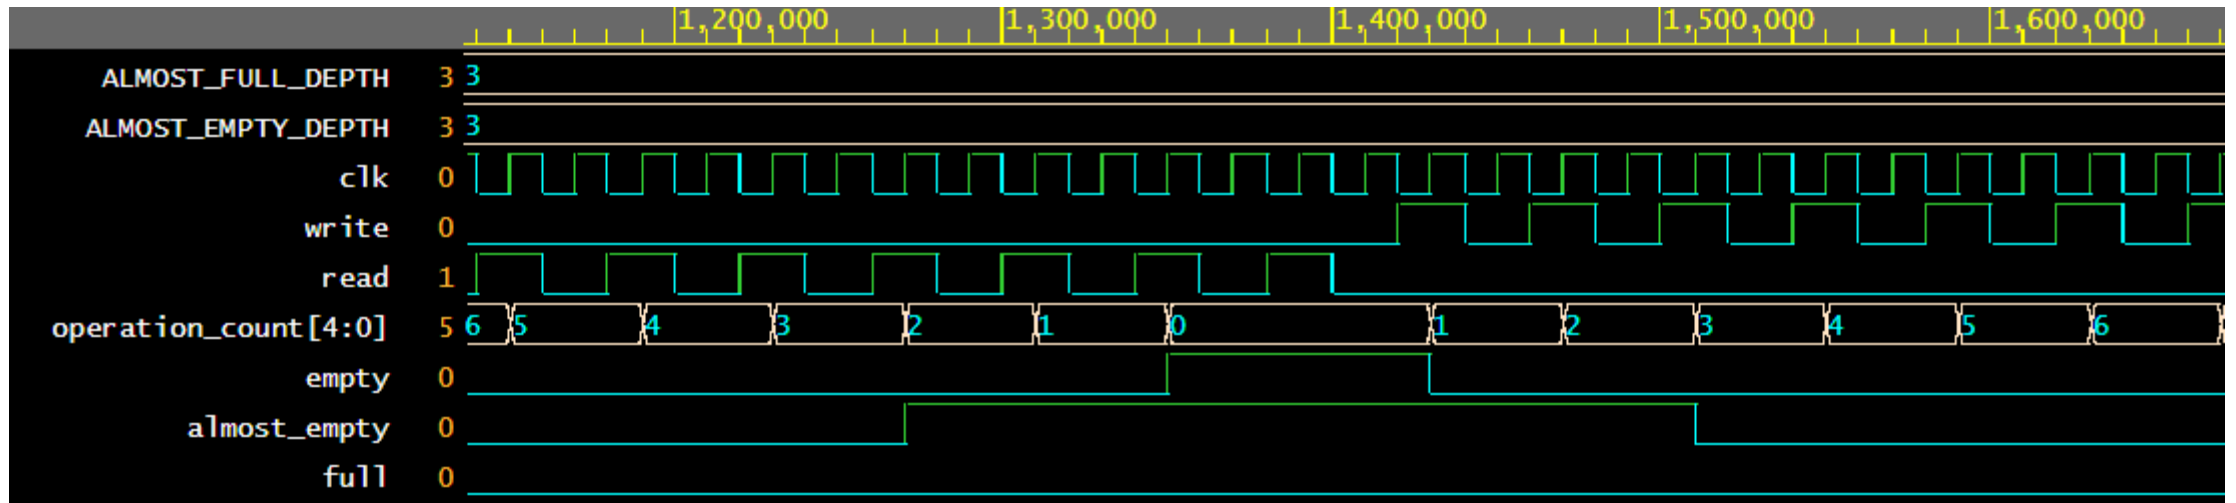 1,200,000 1,300,000 1,400,000 1,500,000 1,600,000
ALMOST_FULL_DEPTH 3 3
ALMOST_EMPTY_DEPTH 3 3
clk 0
write 0
read 1
operation_count[4:0] 5 6 5 4 3 2 1 0 1 2 3 4 5 6
empty 0
almost_empty 0
full 0